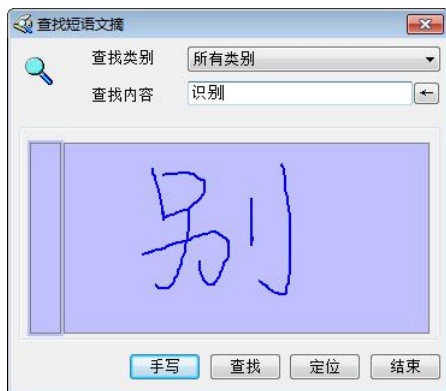 查找短语文摘
查找类别 所有类别
查找内容 识别
别
手写 查找 定位 结束